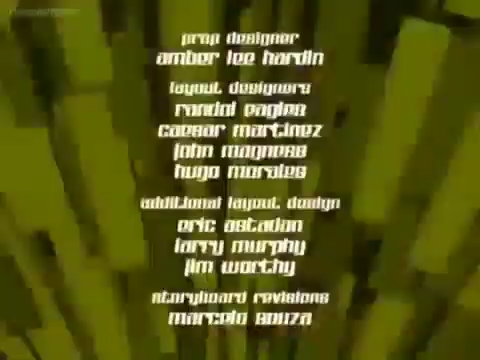 prop designer
amber lee hardin
layout designers
randal eagles
caesar martinez
john magness
hugo morales
additional layout design
eric astadan
larry murphy
jim worthy
storyboard revisions
marcelo souza